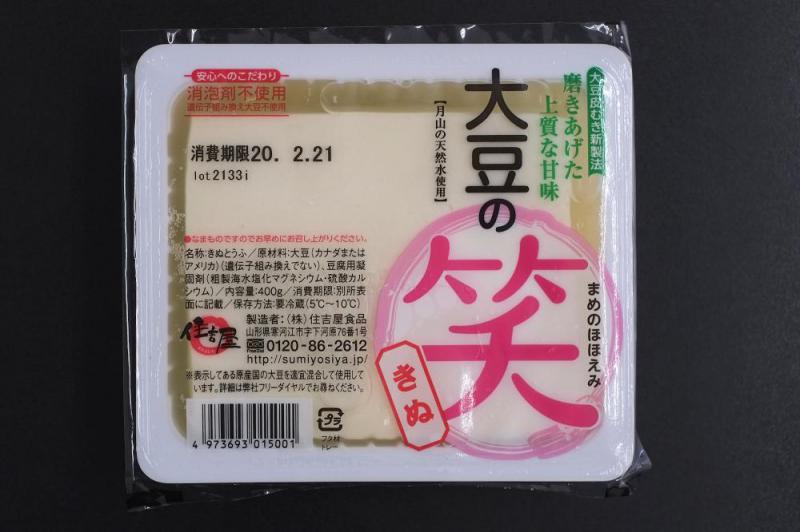 安心へのこだわり
消泡剤不使用
遺伝子組み換え大豆不使用
消費期限20. 2.21
lot2133i
大豆皮むき新製法
磨きあげた
上質な甘味
大豆の
笑
【月山の天然水使用】
まめのほほえみ
きぬ
●なまものですのでお早めにお召し上がりください。
名称:きぬとうふ/原材料:大豆(カナダまたは
アメリカ)(遺伝子組み換えでない)、豆腐用凝
固剤(粗製海水塩化マグネシウム・硫酸カル
シウム)/内容量:400g/消費期限:別所表
面に記載/保存方法:要冷蔵(5℃〜10℃)
住吉屋
製造者:(株)住吉屋食品
山形県寒河江市字下河原76番1号
0120-86-2612
http://sumiyosiya.jp/
※表示してある原産国の大豆を適宜混合して使用して
います。詳細は弊社フリーダイヤルでお尋ねください。
4 973693 015001
プラ
フタ材
トレー